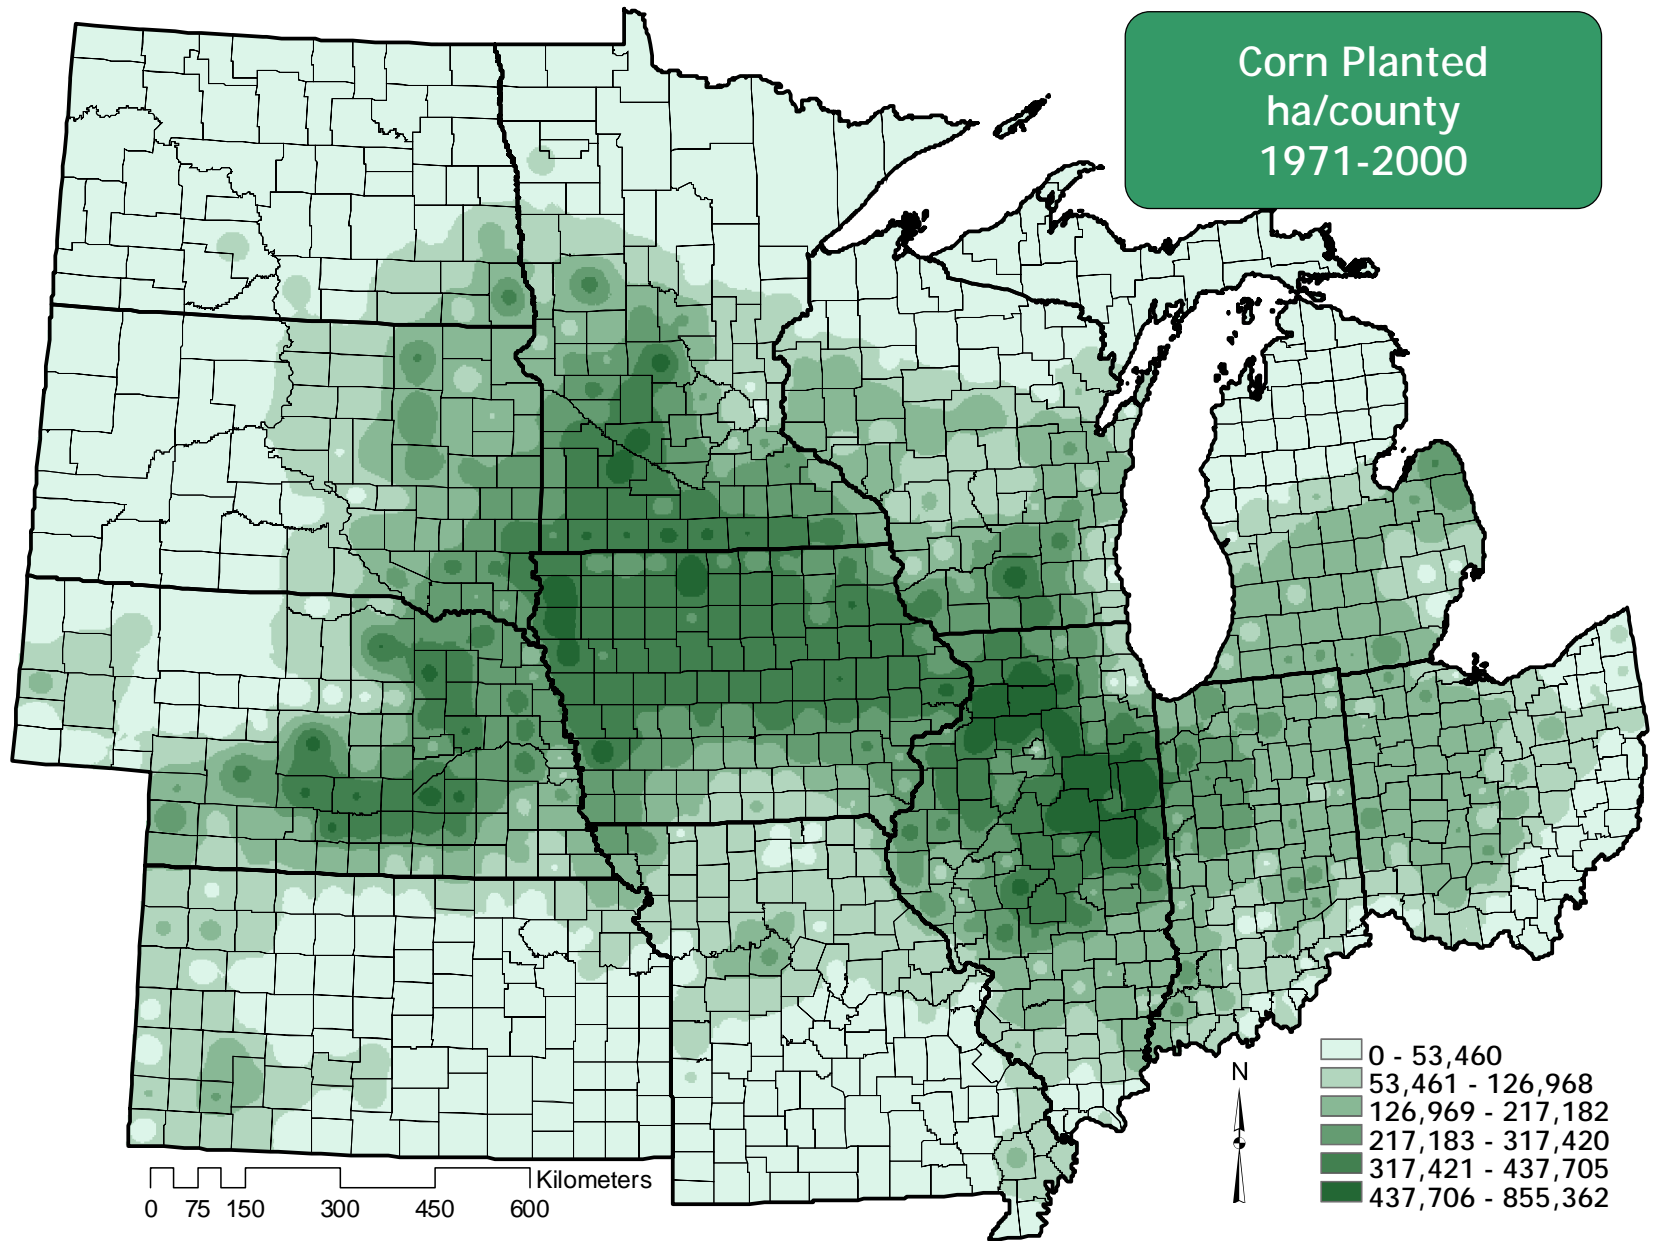 Corn Planted
ha/county
1971-2000
N
0 - 53,460
53,461 - 126,968
126,969 - 217,182
217,183 - 317,420
317,421 - 437,705
437,706 - 855,362
Kilometers
0 75 150 300 450 600